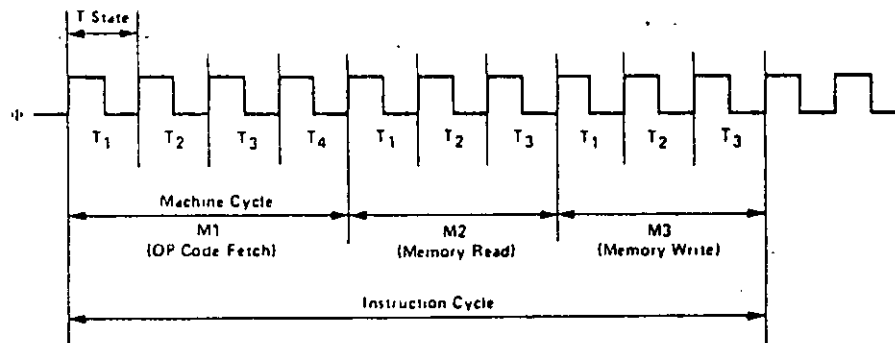 T State
Φ
T1 T2 T3 T4 T1 T2 T3 T1 T2 T3
Machine Cycle
M1 M2 M3
(OP Code Fetch) (Memory Read) (Memory Write)
Instruction Cycle